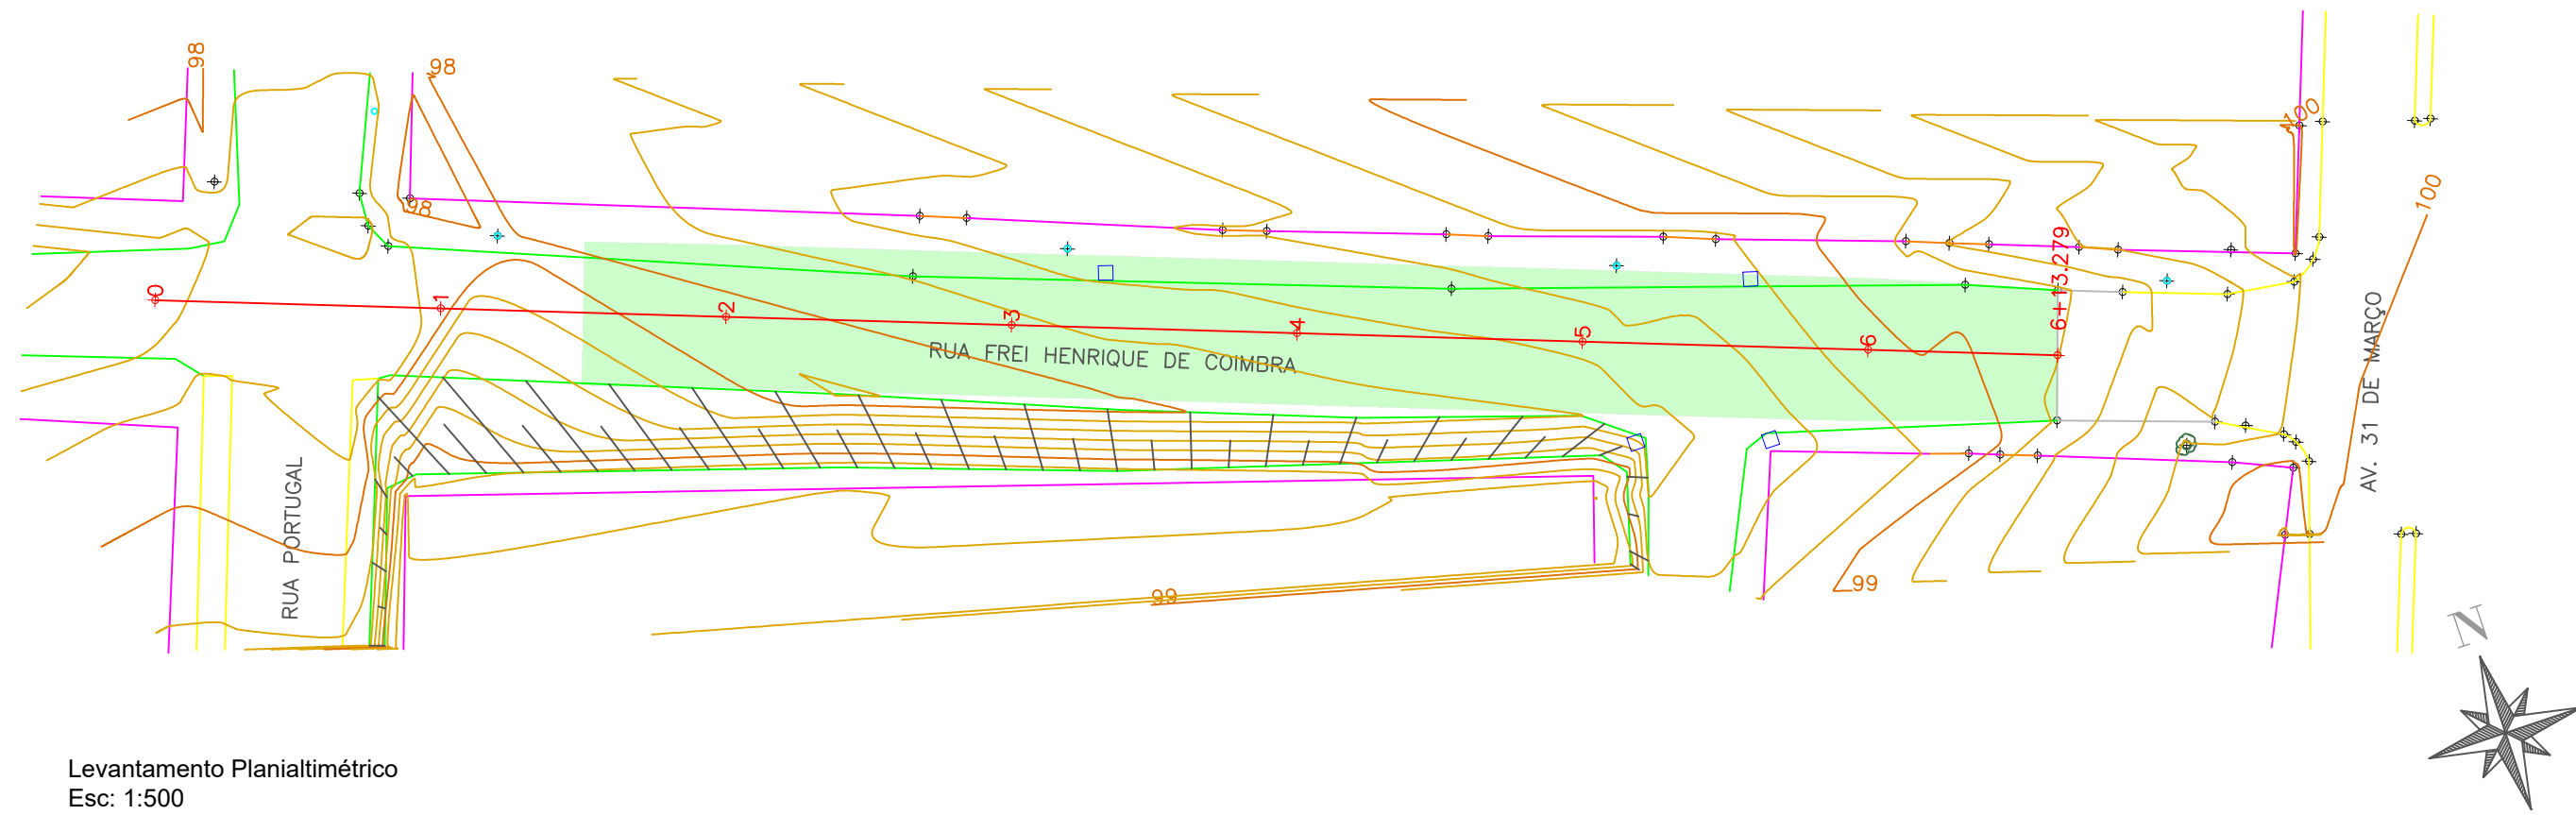 98
98
98
100
100
0
1
2
3
4
5
6
6+13.279
RUA FREI HENRIQUE DE COIMBRA
RUA PORTUGAL
AV. 31 DE MARÇO
99
99
N
Levantamento Planialtimétrico
Esc: 1:500